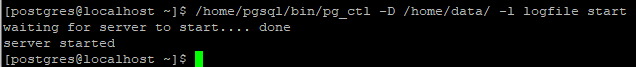 [postgres@localhost ~]$ /home/pgsql/bin/pg_ctl -D /home/data/ -l logfile start
waiting for server to start.... done
server started
[postgres@localhost ~]$